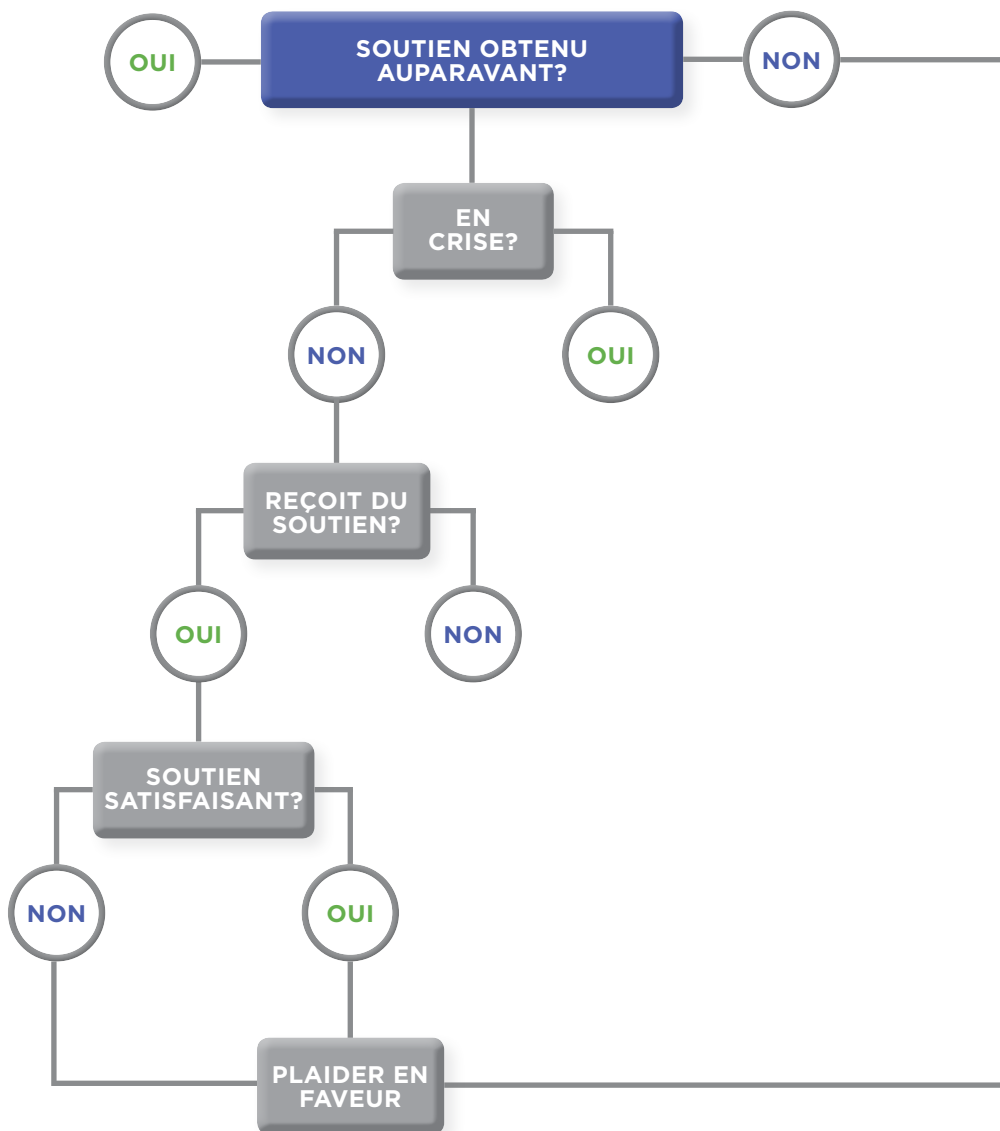 OUI
SOUTIEN OBTENU
AUPARAVANT?
NON
EN
CRISE?
NON
OUI
REÇOIT DU
SOUTIEN?
OUI
NON
SOUTIEN
SATISFAISANT?
NON
OUI
PLAIDER EN
FAVEUR